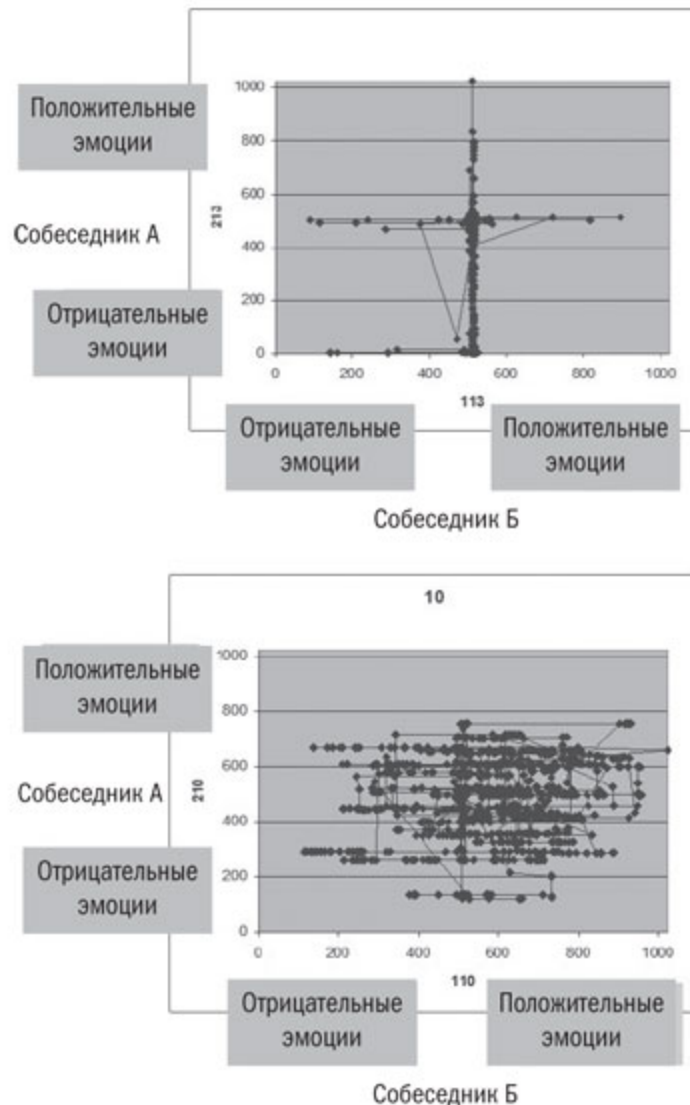 1000
Положительные
эмоции
800
600
213
Собеседник А
400
Отрицательные
эмоции
200
0
0 200 400 600 800 1000
113
Отрицательные
эмоции
Положительные
эмоции
Собеседник Б
10
1000
Положительные
эмоции
800
600
Собеседник А
210
400
Отрицательные
эмоции
200
0
0 200 400 600 800 1000
110
Отрицательные
эмоции
Положительные
эмоции
Собеседник Б